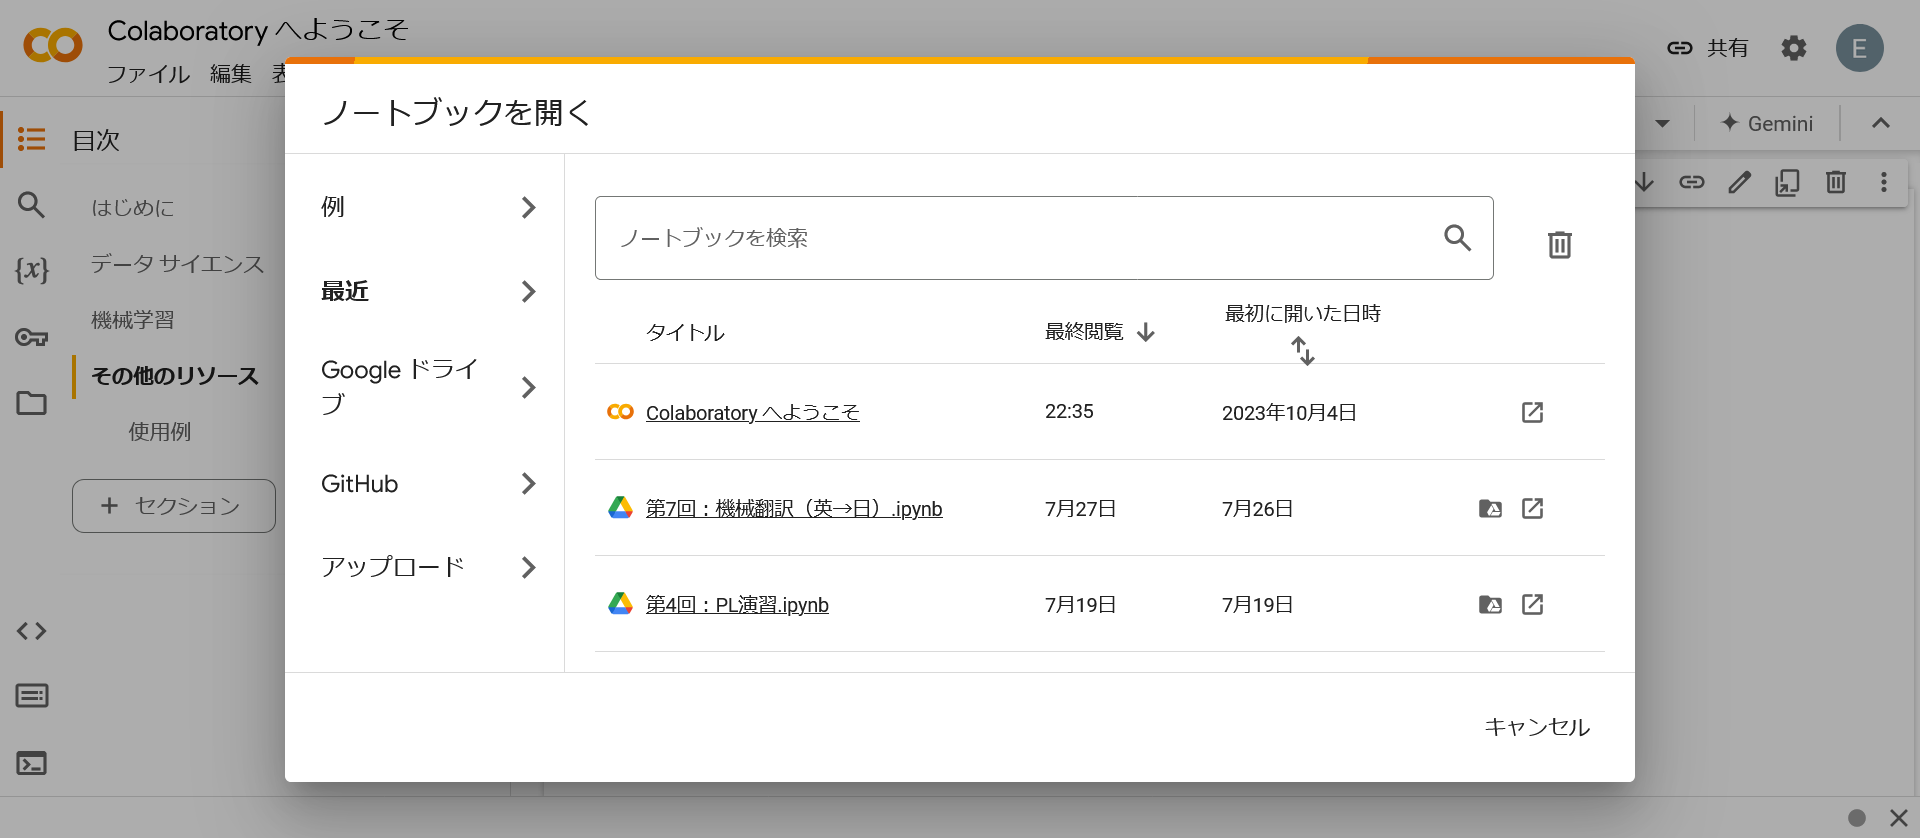 Colaboratory へようこそ
ファイル 編集
共有
E
目次
はじめに
データ サイエンス
機械学習
その他のリソース
使用例
+ セクション
Gemini
ノートブックを開く
例
最近
Google ドライ
ブ
GitHub
アップロード
ノートブックを検索
タイトル 最終閲覧 最初に開いた日時
Colaboratory へようこそ 22:35 2023年10月4日
第7回：機械翻訳（英→日）.ipynb 7月27日 7月26日
第4回：PL演習.ipynb 7月19日 7月19日
キャンセル